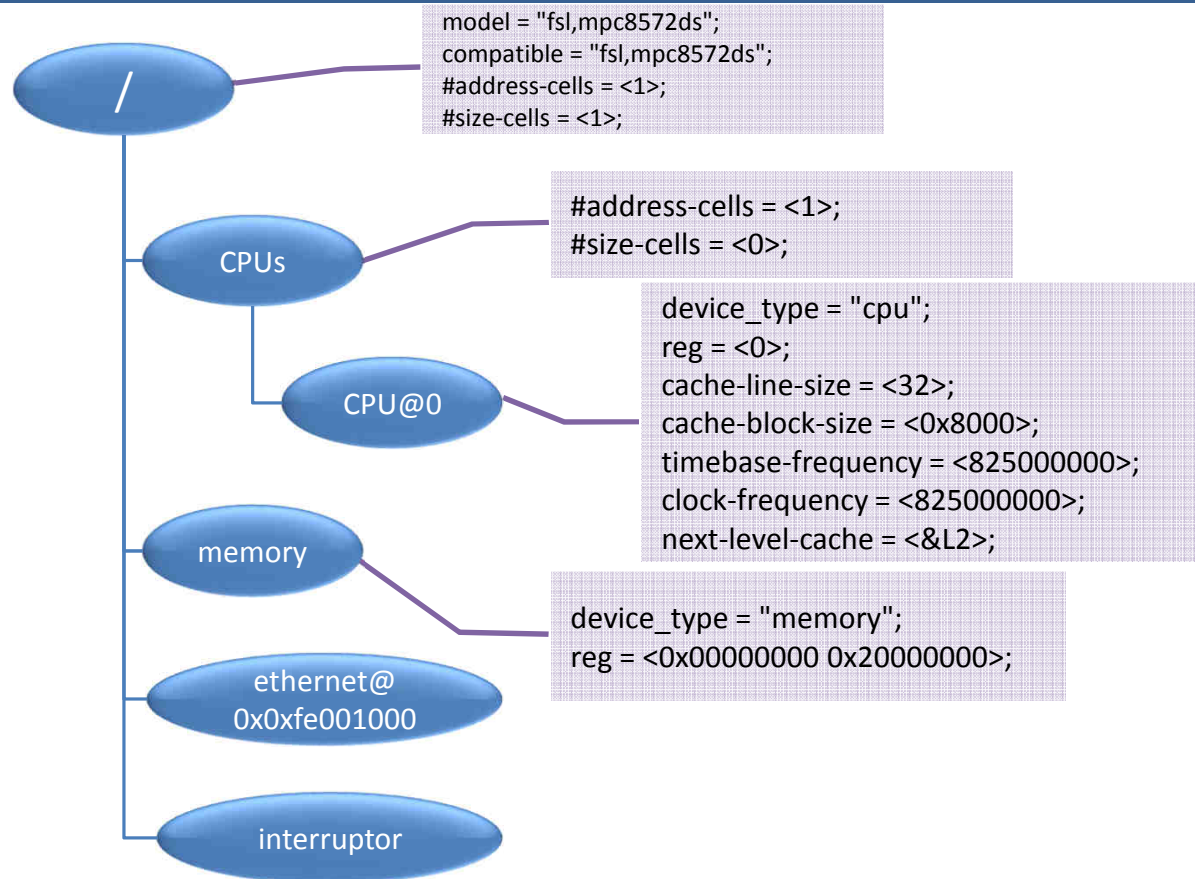 /
model = "fsl,mpc8572ds";
compatible = "fsl,mpc8572ds";
#address-cells = <1>;
#size-cells = <1>;
CPUs
#address-cells = <1>;
#size-cells = <0>;
CPU@0
device_type = "cpu";
reg = <0>;
cache-line-size = <32>;
cache-block-size = <0x8000>;
timebase-frequency = <825000000>;
clock-frequency = <825000000>;
next-level-cache = <&L2>;
memory
device_type = "memory";
reg = <0x00000000 0x20000000>;
ethernet@
0x0xfe001000
interruptor